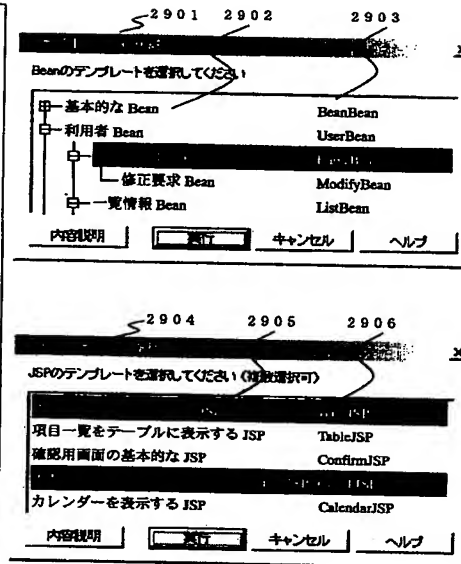 2901 2902 2903
Beanのテンプレートを選択してください
基本的な Bean BeanBean
利用者 Bean UserBean
修正要求 Bean ModifyBean
一覧情報 Bean ListBean
内容説明 実行 キャンセル ヘルプ
2904 2905 2906
JSPのテンプレートを選択してください(複数選択可)
JSP
項目一覧をテーブルに表示する JSP TableJSP
確認用画面の基本的な JSP ConfirmJSP
カレンダーを表示する JSP CalendarJSP
内容説明 実行 キャンセル ヘルプ